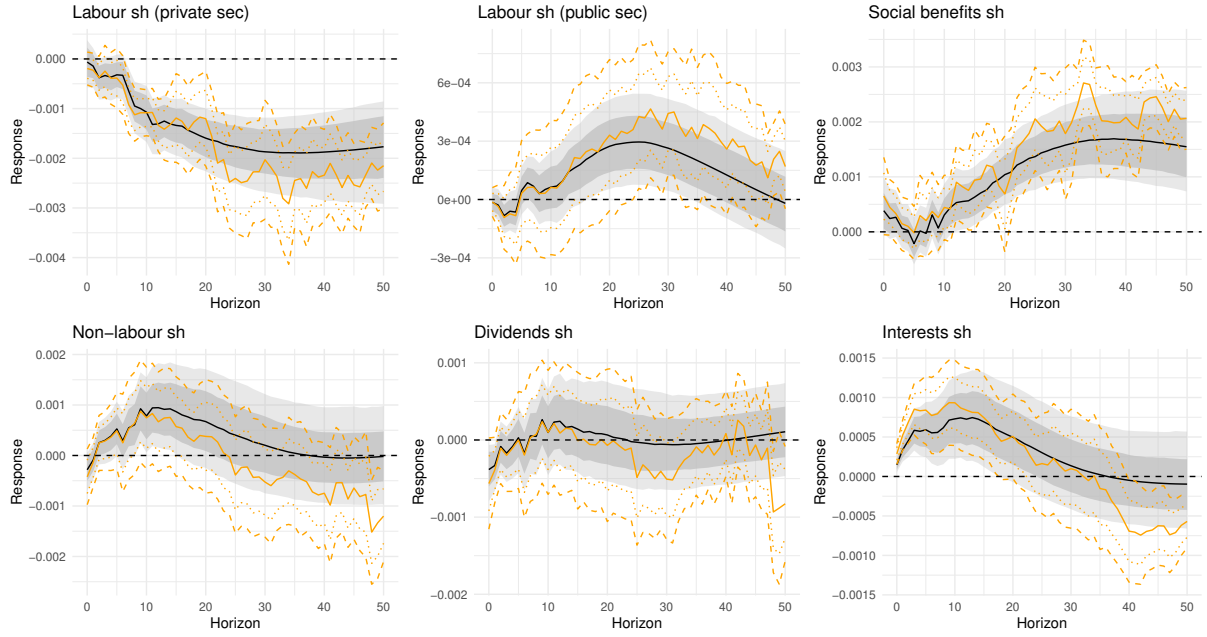 Labour sh (private sec)
0.000
−0.001
−0.002
−0.003
−0.004
Response
0 10 20 30 40 50
Horizon
Labour sh (public sec)
6e−04
3e−04
0e+00
−3e−04
Response
0 10 20 30 40 50
Horizon
Social benefits sh
0.003
0.002
0.001
0.000
Response
0 10 20 30 40 50
Horizon
Non−labour sh
0.002
0.001
0.000
−0.001
−0.002
Response
0 10 20 30 40 50
Horizon
Dividends sh
0.001
0.000
−0.001
−0.002
Response
0 10 20 30 40 50
Horizon
Interests sh
0.0015
0.0010
0.0005
0.0000
−0.0005
−0.0010
−0.0015
Response
0 10 20 30 40 50
Horizon